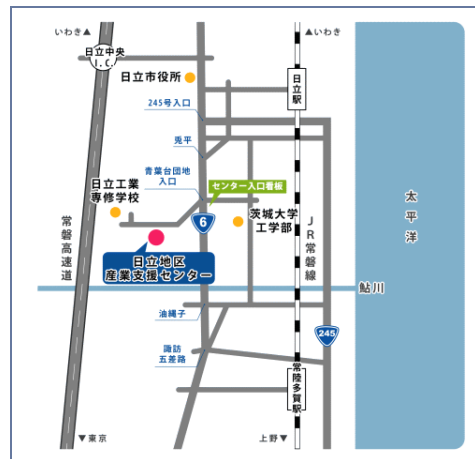 いわき▲
▲いわき
日立中央
I.C.
日立市役所
日立駅
245号入口
兎平
青葉台団地
入口
センター入口看板
日立工業
専修学校
6
茨城大学
工学部
太平洋
常磐高速道
JR常磐線
日立地区
産業支援センター
鮎川
油縄子
245
諏訪
五差路
常陸多賀駅
▼東京
上野▼